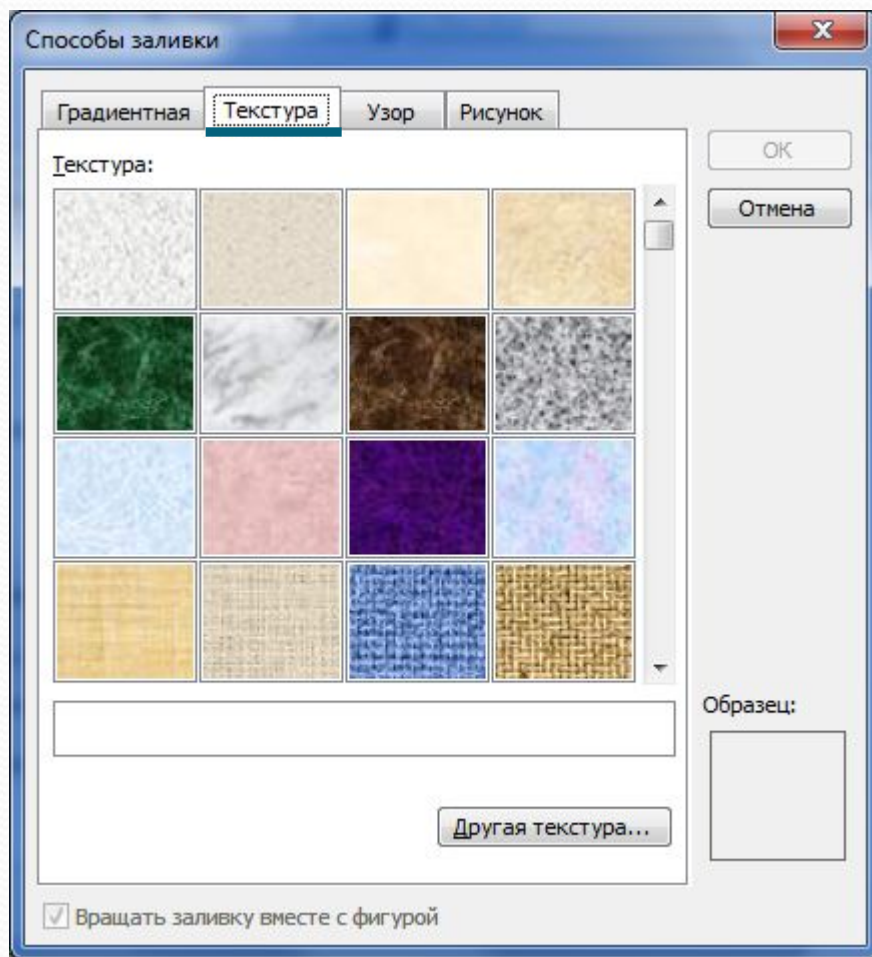 Способы заливки
Градиентная Текстура Узор Рисунок
Текстура:
ОК
Отмена
Образец:
Другая текстура...
Вращать заливку вместе с фигурой